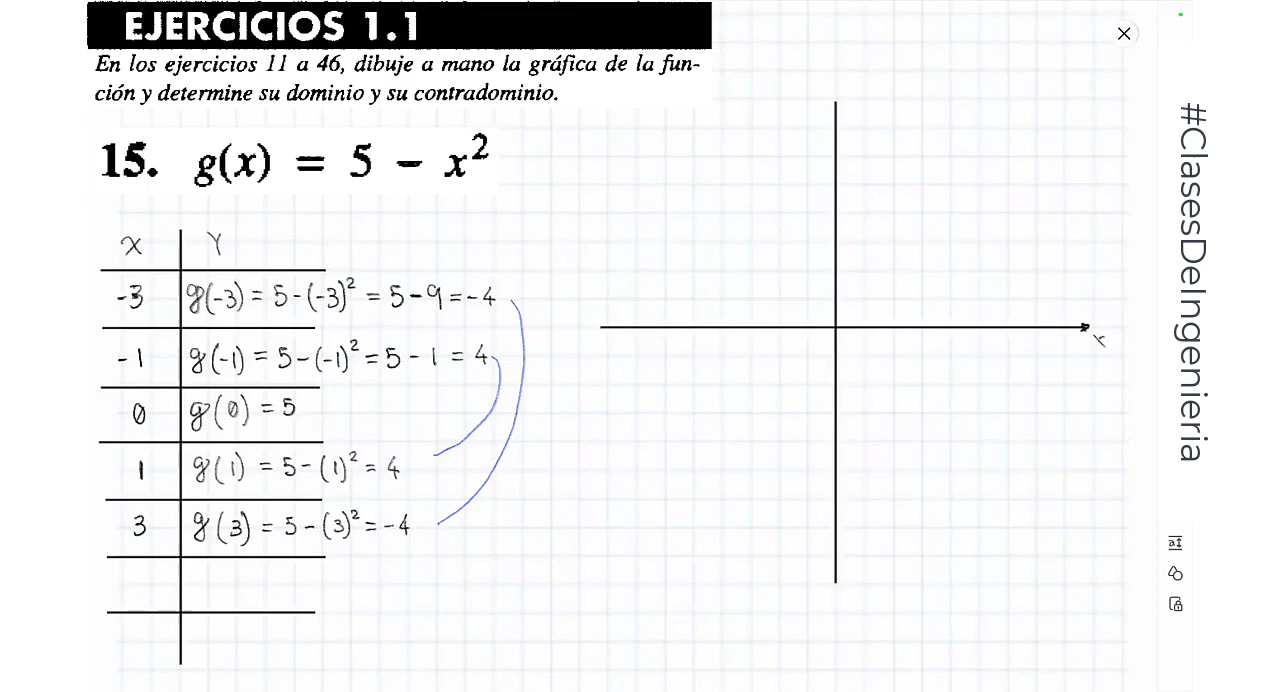 EJERCICIOS 1.1
En los ejercicios 11 a 46, dibuje a mano la gráfica de la fun-
ción y determine su dominio y su contradominio.
15. g(x) = 5 − x²
X Y
-3 g(-3) = 5-(-3)² = 5-9 = -4
-1 g(-1) = 5-(-1)² = 5-1 = 4
0 g(0) = 5
1 g(1) = 5-(1)² = 4
3 g(3) = 5-(3)² = -4
#ClasesDeIngenieria